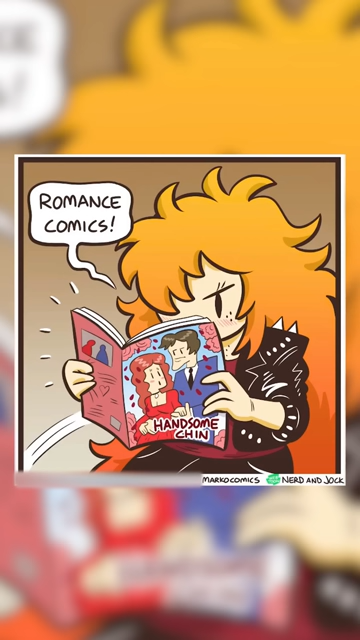 ROMANCE
COMICS!
HANDSOME
CHIN
MARKOCOMICS NERD AND JOCK